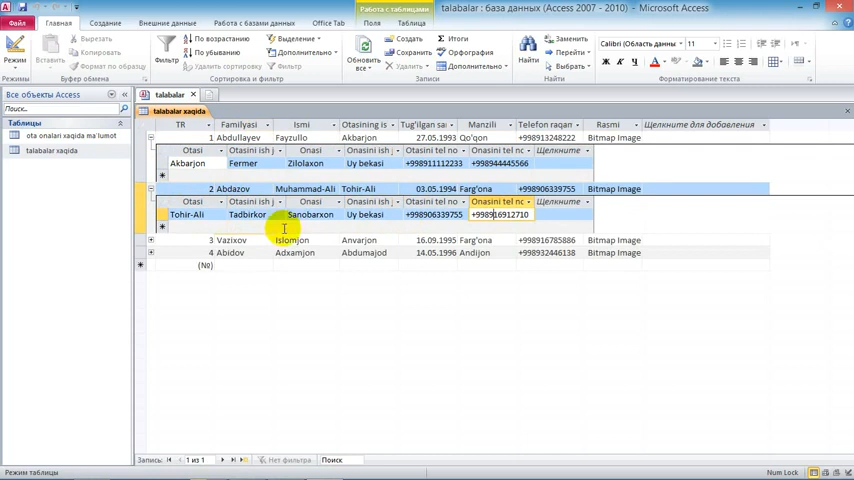 Работа с таблицами
talabalar : база данных (Access 2007 - 2010) - Microsoft Access
Файл Главная Создание Внешние данные Работа с базами данных Office Tab Поля Таблица
Режим
Режим
Вставить
Вырезать
Копировать
Формат по образцу
Буфер обмена
Фильтр
По возрастанию
По убыванию
Удалить сортировку
Выделение
Дополнительно
Фильтр
Сортировка и фильтр
Обновить все
Создать
Сохранить
Удалить
Итоги
Орфография
Дополнительно
Записи
Найти
Заменить
Перейти
Выбрать
Найти
Calibri (Область данных 11
Ж К Ч
Форматирование текста
Все объекты Access
Поиск...
Таблицы
ota onalari xaqida ma'lumot
talabalar xaqida
talabalar
talabalar xaqida
TR Familyasi Ismi Otasining is Tug'ilgan sa Manzili Telefon raqam Rasmi Щелкните для добавления
1 Abdullayev Fayzullo Akbarjon 27.05.1993 Qo'qon +998913248222 Bitmap Image
Otasi Otasini ish j Onasi Onasini ish j Otasini tel no Onasini tel nc Щелкните
Akbarjon Fermer Zilolaxon Uy bekasi +998911112233 +998944445566
2 Abdazov Muhammad-Ali Tohir-Ali 03.05.1994 Farg'ona +998906339755 Bitmap Image
Otasi Otasini ish j Onasi Onasini ish j Otasini tel no Onasini tel nc Щелкните
Tohir-Ali Tadbirkor Sanobarxon Uy bekasi +998906339755 +998916912710
3 Vazixov Islomjon Anvarjon 16.09.1995 Farg'ona +998916785886 Bitmap Image
4 Abidov Adxamjon Abdumajod 14.05.1996 Andijon +998932446138 Bitmap Image
(№)
Запись: 1 из 1 Нет фильтра Поиск
Режим таблицы
Num Lock